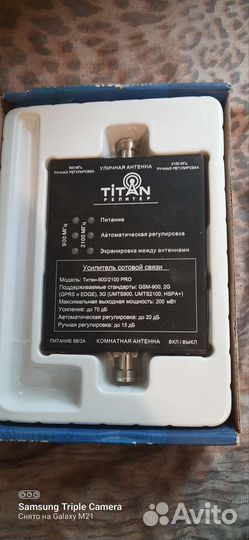 900 МГц
РУЧНАЯ РЕГУЛИРОВКА
УЛИЧНАЯ АНТЕННА
2100 МГц
РУЧНАЯ РЕГУЛИРОВКА
TiTAN
РЕПИТЕР
900 МГц
2100 МГц
Питание
Автоматическая регулировка
Экранировка между антеннами
Усилитель сотовой связи
Модель: Титан-900/2100 PRO
Поддерживаемые стандарты: GSM-900, 2G
(GPRS и EDGE), 3G (UMTS900, UMTS2100, HSPA+)
Максимальная выходная мощность: 200 мВт
Усиление: до 70 дБ
Автоматическая регулировка: до 20 дБ
Ручная регулировка: до 15 дБ
ПИТАНИЕ 6В/2А
КОМНАТНАЯ АНТЕННА
ВКЛ / ВЫКЛ
Samsung Triple Camera
Снято на Galaxy M21
Avito